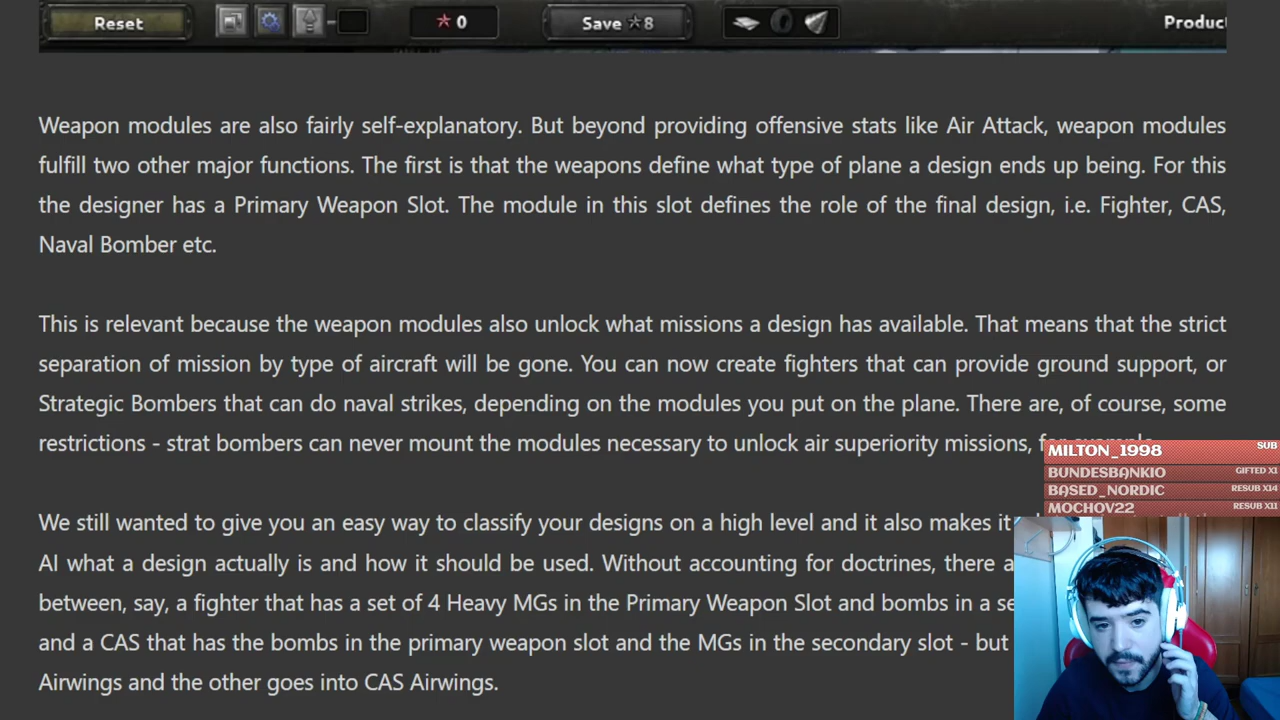 Reset
0
Save 8
Product
Weapon modules are also fairly self-explanatory. But beyond providing offensive stats like Air Attack, weapon modules
fulfill two other major functions. The first is that the weapons define what type of plane a design ends up being. For this
the designer has a Primary Weapon Slot. The module in this slot defines the role of the final design, i.e. Fighter, CAS,
Naval Bomber etc.
This is relevant because the weapon modules also unlock what missions a design has available. That means that the strict
separation of mission by type of aircraft will be gone. You can now create fighters that can provide ground support, or
Strategic Bombers that can do naval strikes, depending on the modules you put on the plane. There are, of course, some
restrictions - strat bombers can never mount the modules necessary to unlock air superiority missions,
We still wanted to give you an easy way to classify your designs on a high level and it also makes it
AI what a design actually is and how it should be used. Without accounting for doctrines, there
between, say, a fighter that has a set of 4 Heavy MGs in the Primary Weapon Slot and bombs in a
and a CAS that has the bombs in the primary weapon slot and the MGs in the secondary slot - but
Airwings and the other goes into CAS Airwings.
MILTON_1998 SUB
BUNDESBANKIO GIFTED X1
BASED_NORDIC RESUB X14
MOCHOV22 RESUB X11